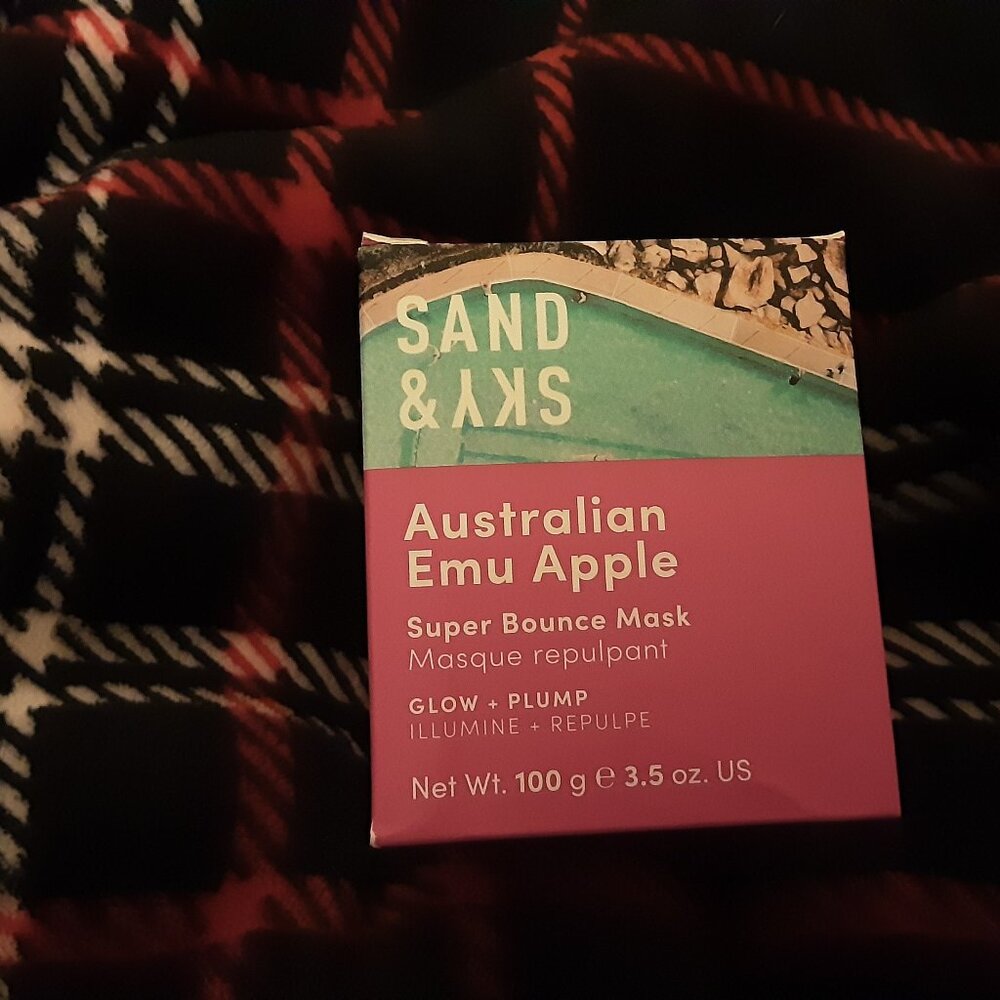 SAND
& SKY
Australian
Emu Apple
Super Bounce Mask
Masque repulpant
GLOW + PLUMP
ILLUMINE + REPULPE
Net Wt. 100 g ℮ 3.5 oz. US